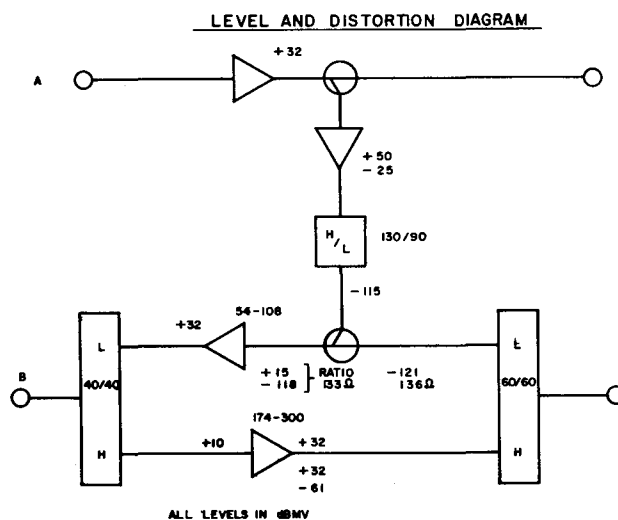 LEVEL AND DISTORTION DIAGRAM
+32
A
+50
-25
H/L
130/90
-115
54-108
+32
L
L
+15
-118
RATIO
133Ω
-121
136Ω
B
40/40
60/60
174-300
H
+10
+32
H
+32
-61
ALL LEVELS IN dBMV